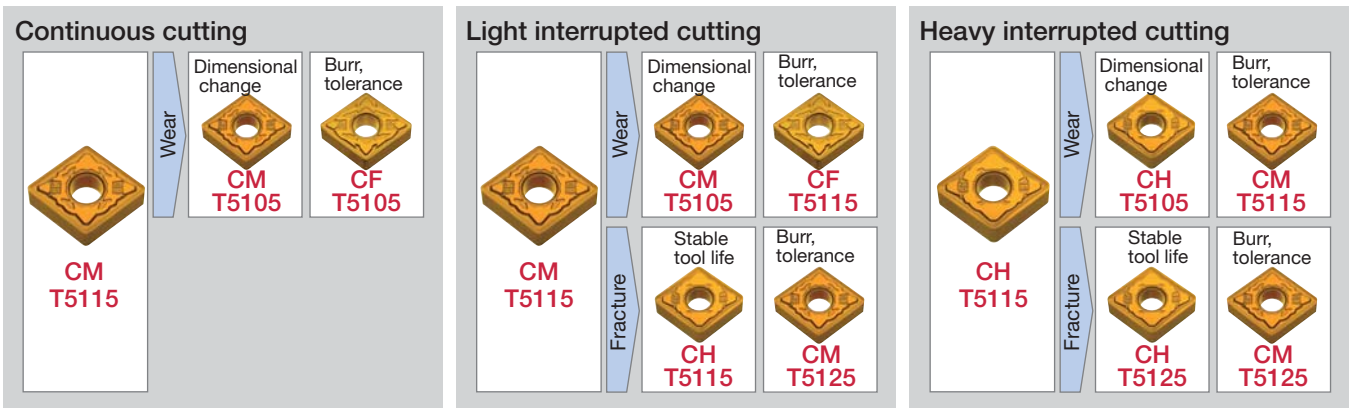 Continuous cutting
CM
T5115
Wear
Dimensional
change
CM
T5105
Burr,
tolerance
CF
T5105
Light interrupted cutting
CM
T5115
Wear
Dimensional
change
CM
T5105
Burr,
tolerance
CF
T5115
Fracture
Stable
tool life
CH
T5115
Burr,
tolerance
CM
T5125
Heavy interrupted cutting
CH
T5115
Wear
Dimensional
change
CH
T5105
Burr,
tolerance
CM
T5115
Fracture
Stable
tool life
CH
T5125
Burr,
tolerance
CM
T5125